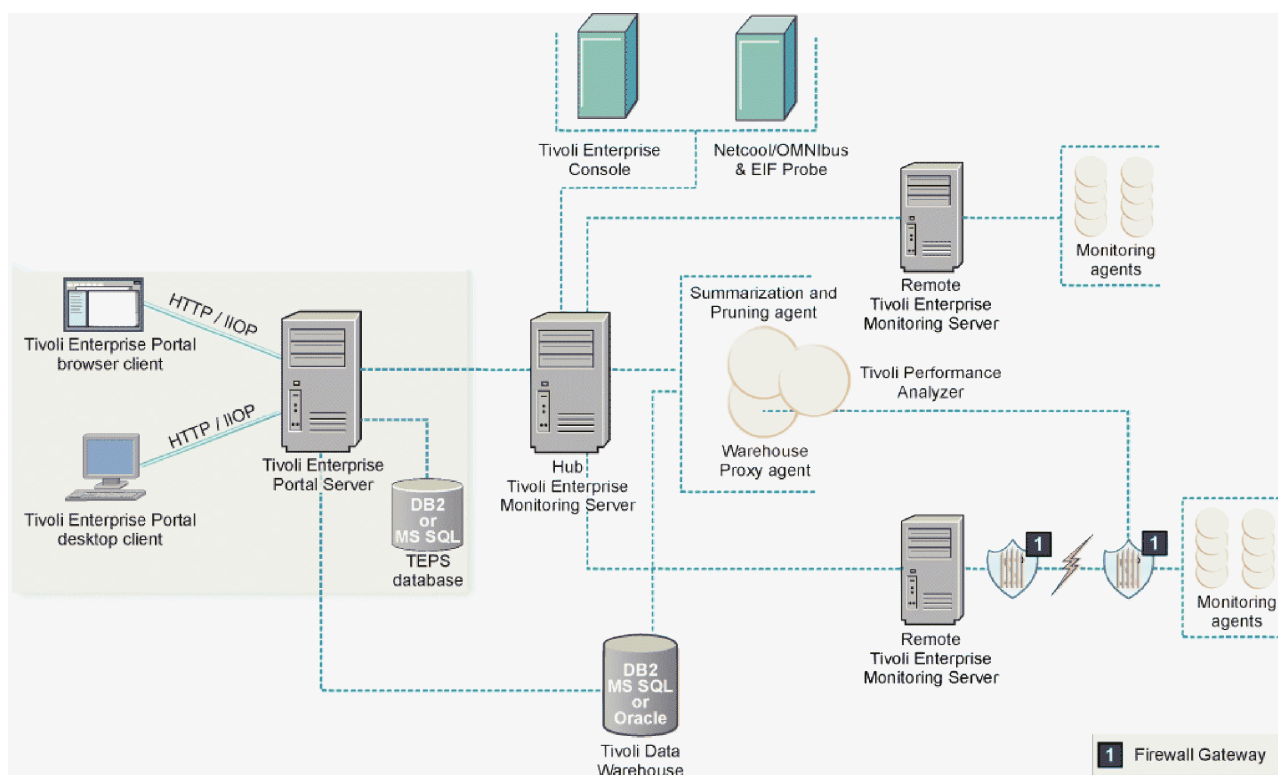 Tivoli Enterprise
Console
Netcool/OMNIbus
& EIF Probe
Monitoring
agents
Remote
Tivoli Enterprise
Monitoring Server
Summarization and
Pruning agent
HTTP / IIOP
Tivoli Enterprise Portal
browser client
Tivoli Performance
Analyzer
HTTP / IIOP
Warehouse
Proxy agent
Tivoli Enterprise
Portal Server
Hub
Tivoli Enterprise
Monitoring Server
DB2
or
MS SQL
TEPS
database
Tivoli Enterprise Portal
desktop client
1
1
Monitoring
agents
Remote
Tivoli Enterprise
Monitoring Server
DB2
MS SQL
or
Oracle
Tivoli Data
Warehouse
1 Firewall Gateway